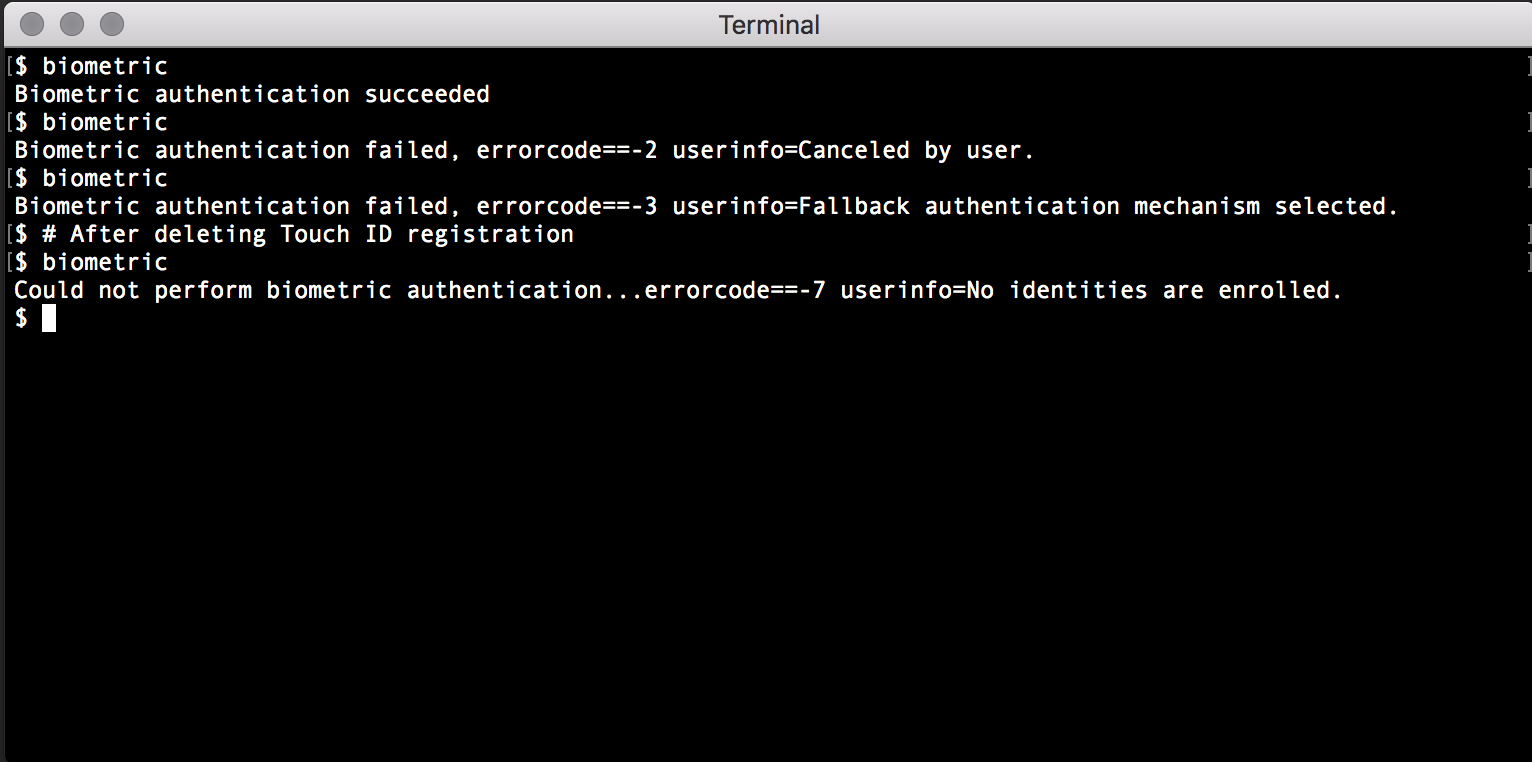 Terminal
[$ biometric ]
Biometric authentication succeeded
[$ biometric ]
Biometric authentication failed, errorcode==-2 userinfo=Canceled by user.
[$ biometric ]
Biometric authentication failed, errorcode==-3 userinfo=Fallback authentication mechanism selected.
[$ # After deleting Touch ID registration ]
[$ biometric ]
Could not perform biometric authentication...errorcode==-7 userinfo=No identities are enrolled.
$